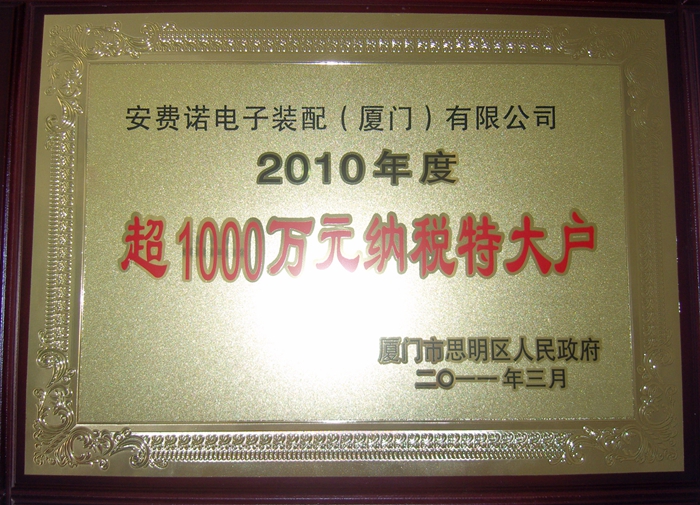 安费诺电子装配（厦门）有限公司
2010年度
超1000万元纳税特大户
厦门市思明区人民政府
二〇一一年三月